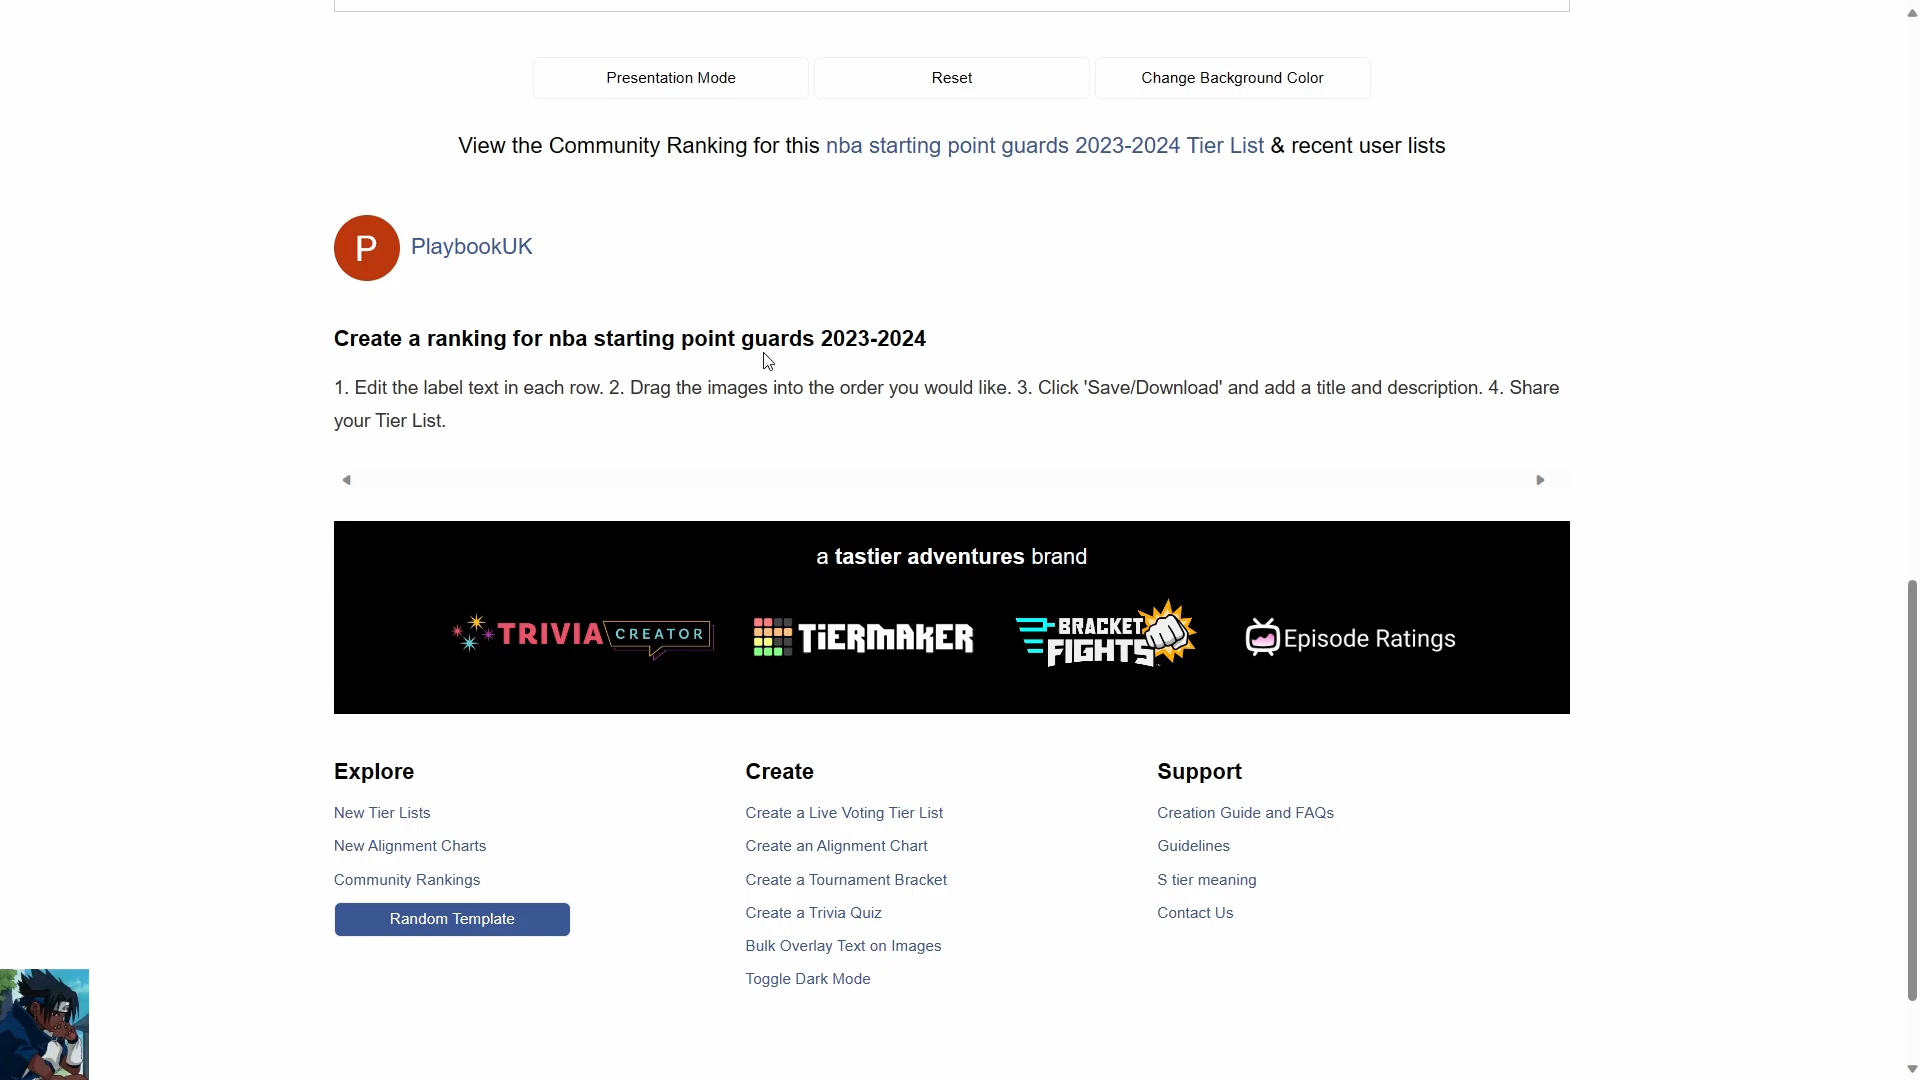 Presentation Mode
Reset
Change Background Color
View the Community Ranking for this nba starting point guards 2023-2024 Tier List & recent user lists
P
PlaybookUK
Create a ranking for nba starting point guards 2023-2024
1. Edit the label text in each row. 2. Drag the images into the order you would like. 3. Click 'Save/Download' and add a title and description. 4. Share
your Tier List.
a tastier adventures brand
TRIVIA CREATOR
TiERMAKER
BRACKET
FIGHTS
Episode Ratings
Explore
New Tier Lists
New Alignment Charts
Community Rankings
Random Template
Create
Create a Live Voting Tier List
Create an Alignment Chart
Create a Tournament Bracket
Create a Trivia Quiz
Bulk Overlay Text on Images
Toggle Dark Mode
Support
Creation Guide and FAQs
Guidelines
S tier meaning
Contact Us